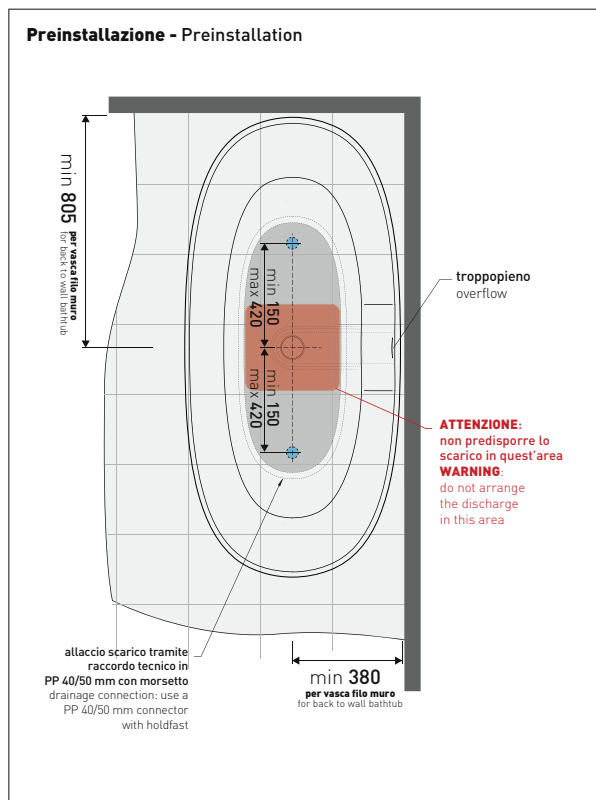 Preinstallazione - Preinstallation
min 805
per vasca filo muro
for back to wall bathtub
min 150
max 420
min 150
max 420
troppopieno
overflow
ATTENZIONE:
non predisporre lo
scarico in quest'area
WARNING:
do not arrange
the discharge
in this area
allaccio scarico tramite
raccordo tecnico in
PP 40/50 mm con morsetto
drainage connection: use a
PP 40/50 mm connector
with holdfast
min 380
per vasca filo muro
for back to wall bathtub